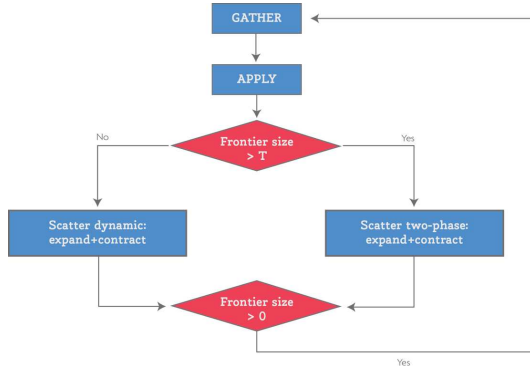 GATHER
APPLY
No
Frontier size
> T
Yes
Scatter dynamic:
expand+contract
Scatter two-phase:
expand+contract
Frontier size
> 0
Yes